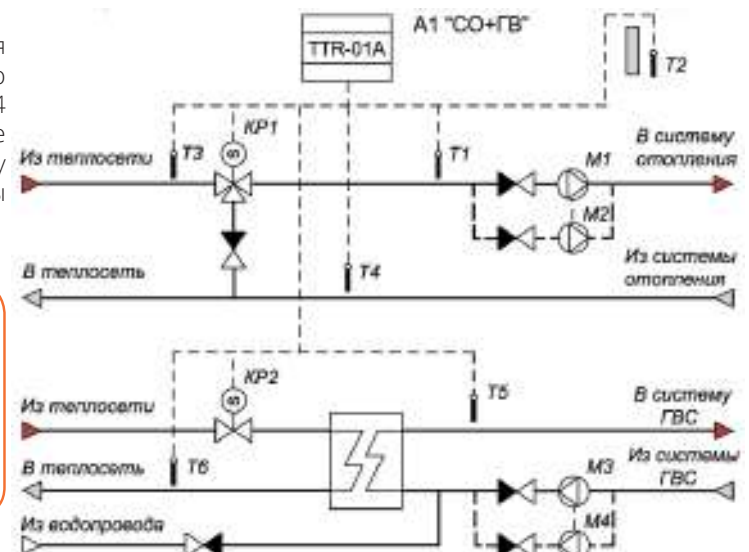 А1 "СО+ГВ"
TTR-01A
T2
КР1
Из теплосети
T3
T1
M1
В систему
отопления
M2
В теплосеть
T4
Из системы
отопления
КР2
Из теплосети
T5
В систему
ГВС
В теплосеть
T6
M3
Из системы
ГВС
Из водопровода
M4